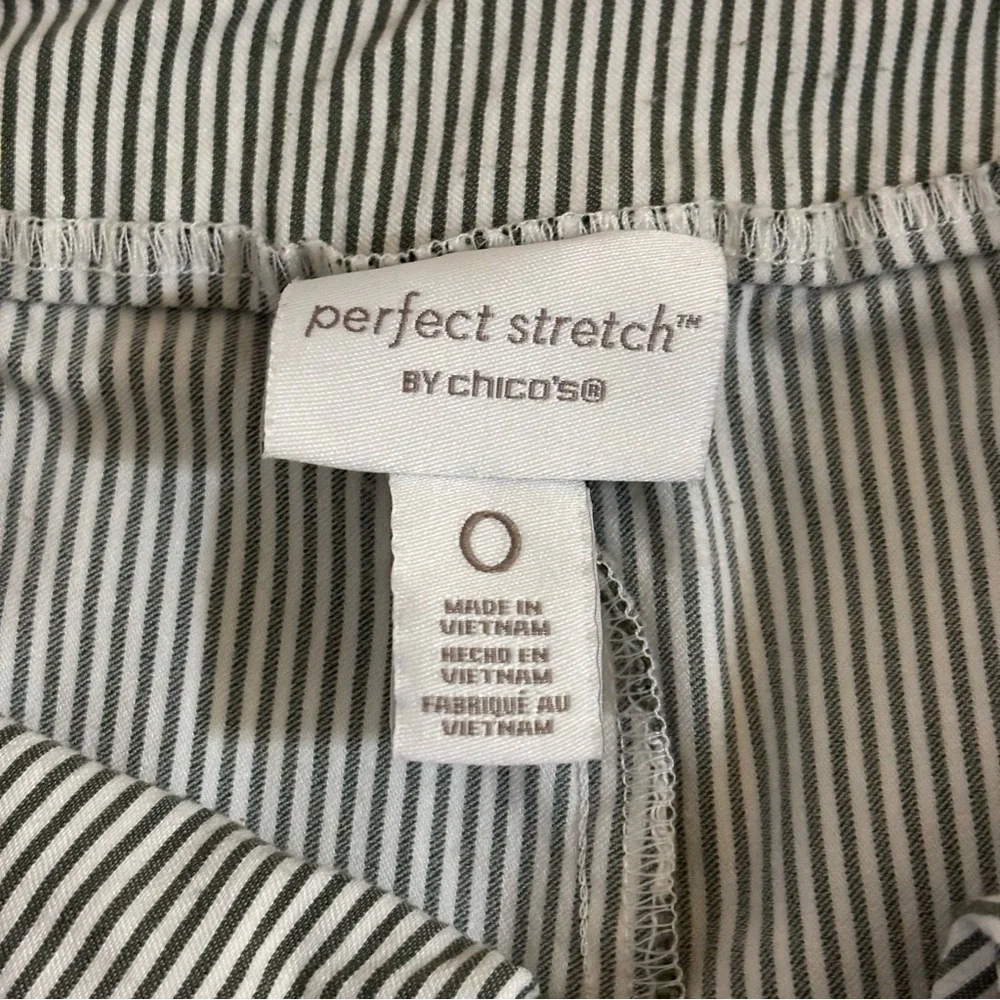 perfect stretch™
BY chico's®
0
MADE IN
VIETNAM
HECHO EN
VIETNAM
FABRIQUÉ AU
VIETNAM